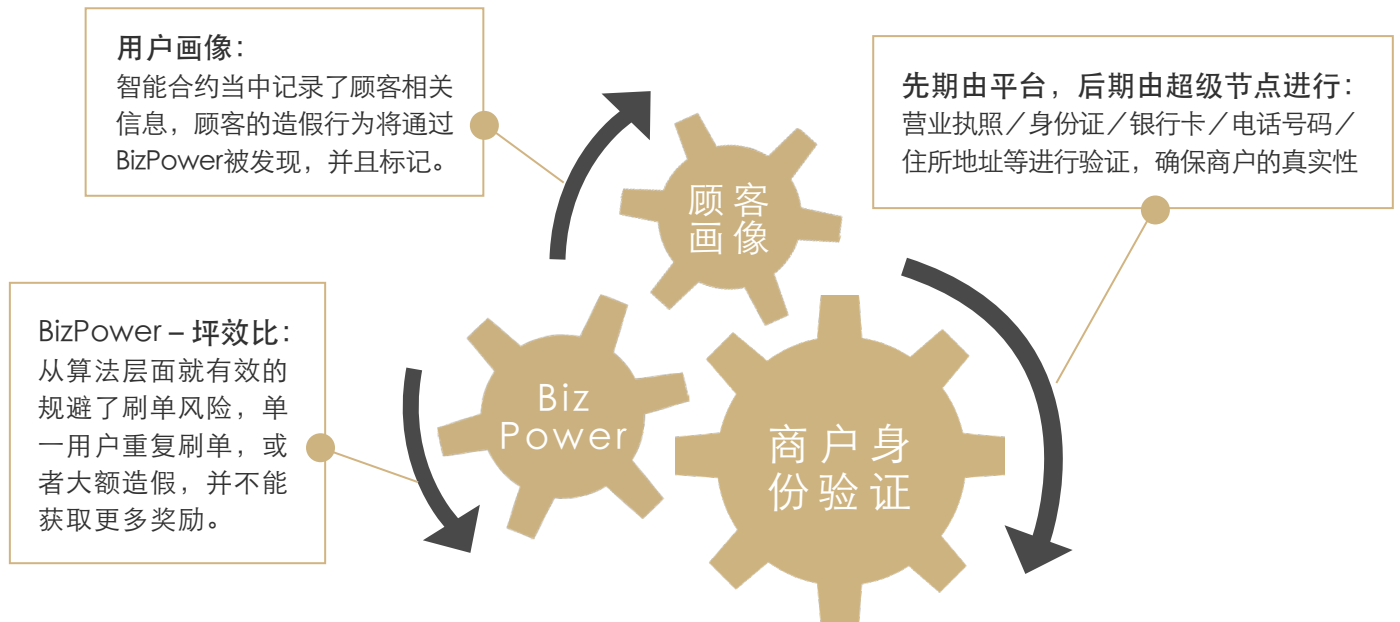 用户画像：
智能合约当中记录了顾客相关
信息，顾客的造假行为将通过
BizPower被发现，并且标记。
先期由平台，后期由超级节点进行：
营业执照／身份证／银行卡／电话号码／
住所地址等进行验证，确保商户的真实性
顾客
画像
BizPower – 坪效比：
从算法层面就有效的
规避了刷单风险，单
一用户重复刷单，或
者大额造假，并不能
获取更多奖励。
Biz
Power
商户身
份验证